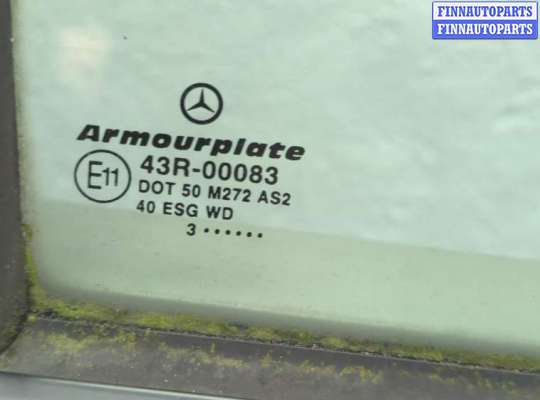 FINNAUTOPARTS
FINNAUTOPARTS
Armourplate
E11 43R-00083
DOT 50 M272 AS2
40 ESG WD
3 ······